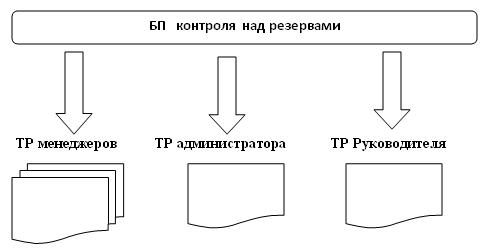 БП контроля над резервами
ТР менеджеров ТР администратора ТР Руководителя